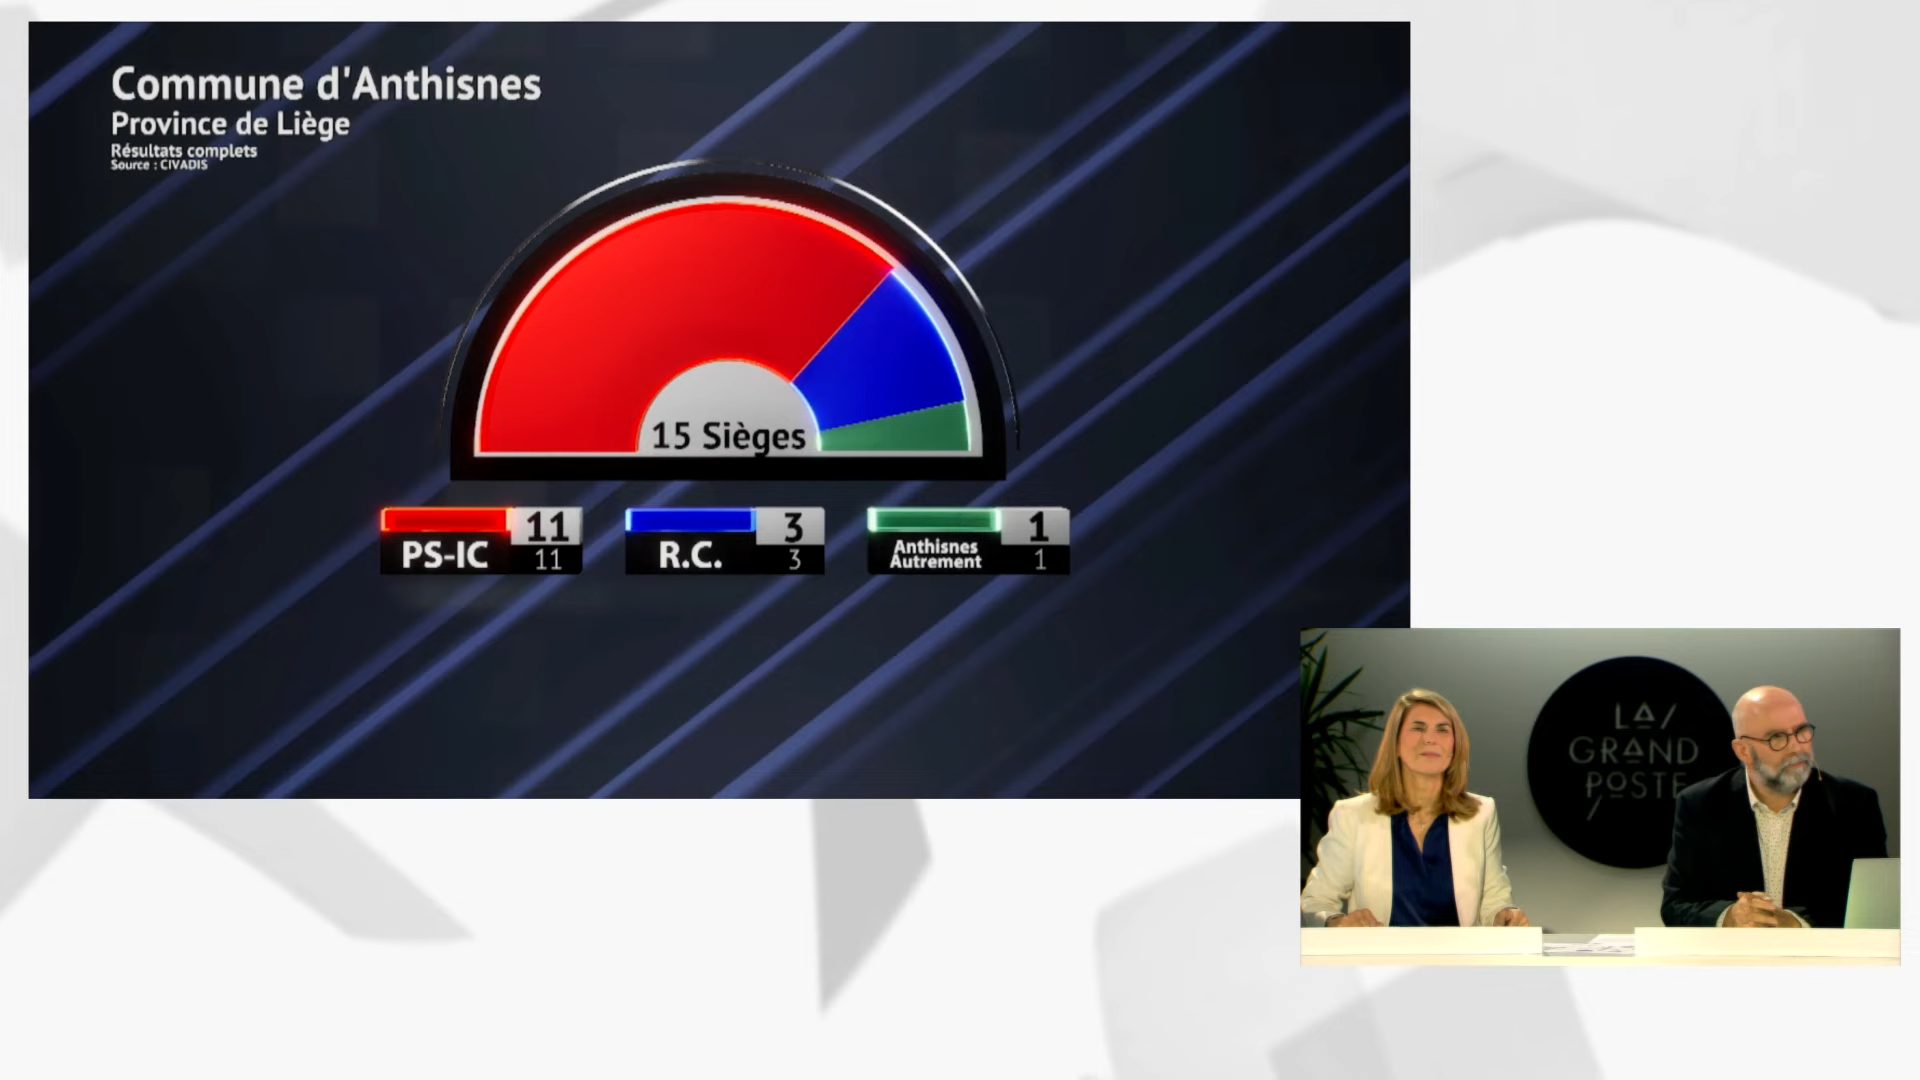 Commune d'Anthisnes
Province de Liège
Résultats complets
Source : CIVADIS
15 Sièges
PS-IC
11
11
R.C.
3
3
Anthisnes
Autrement
1
1
LA/
GRAND
POSTE
/